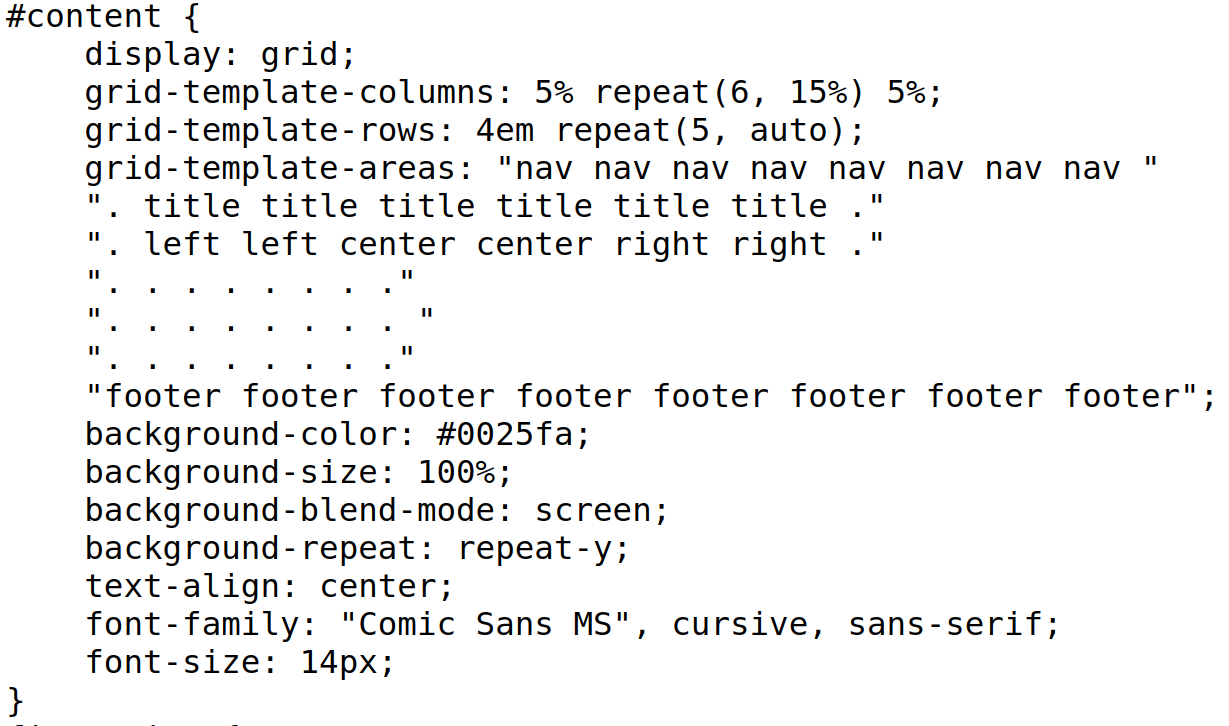 #content {
    display: grid;
    grid-template-columns: 5% repeat(6, 15%) 5%;
    grid-template-rows: 4em repeat(5, auto);
    grid-template-areas: "nav nav nav nav nav nav nav nav "
    ". title title title title title title ."
    ". left left center center right right ."
    ". . . . . . . ."
    ". . . . . . . . "
    ". . . . . . . ."
    "footer footer footer footer footer footer footer footer";
    background-color: #0025fa;
    background-size: 100%;
    background-blend-mode: screen;
    background-repeat: repeat-y;
    text-align: center;
    font-family: "Comic Sans MS", cursive, sans-serif;
    font-size: 14px;
}